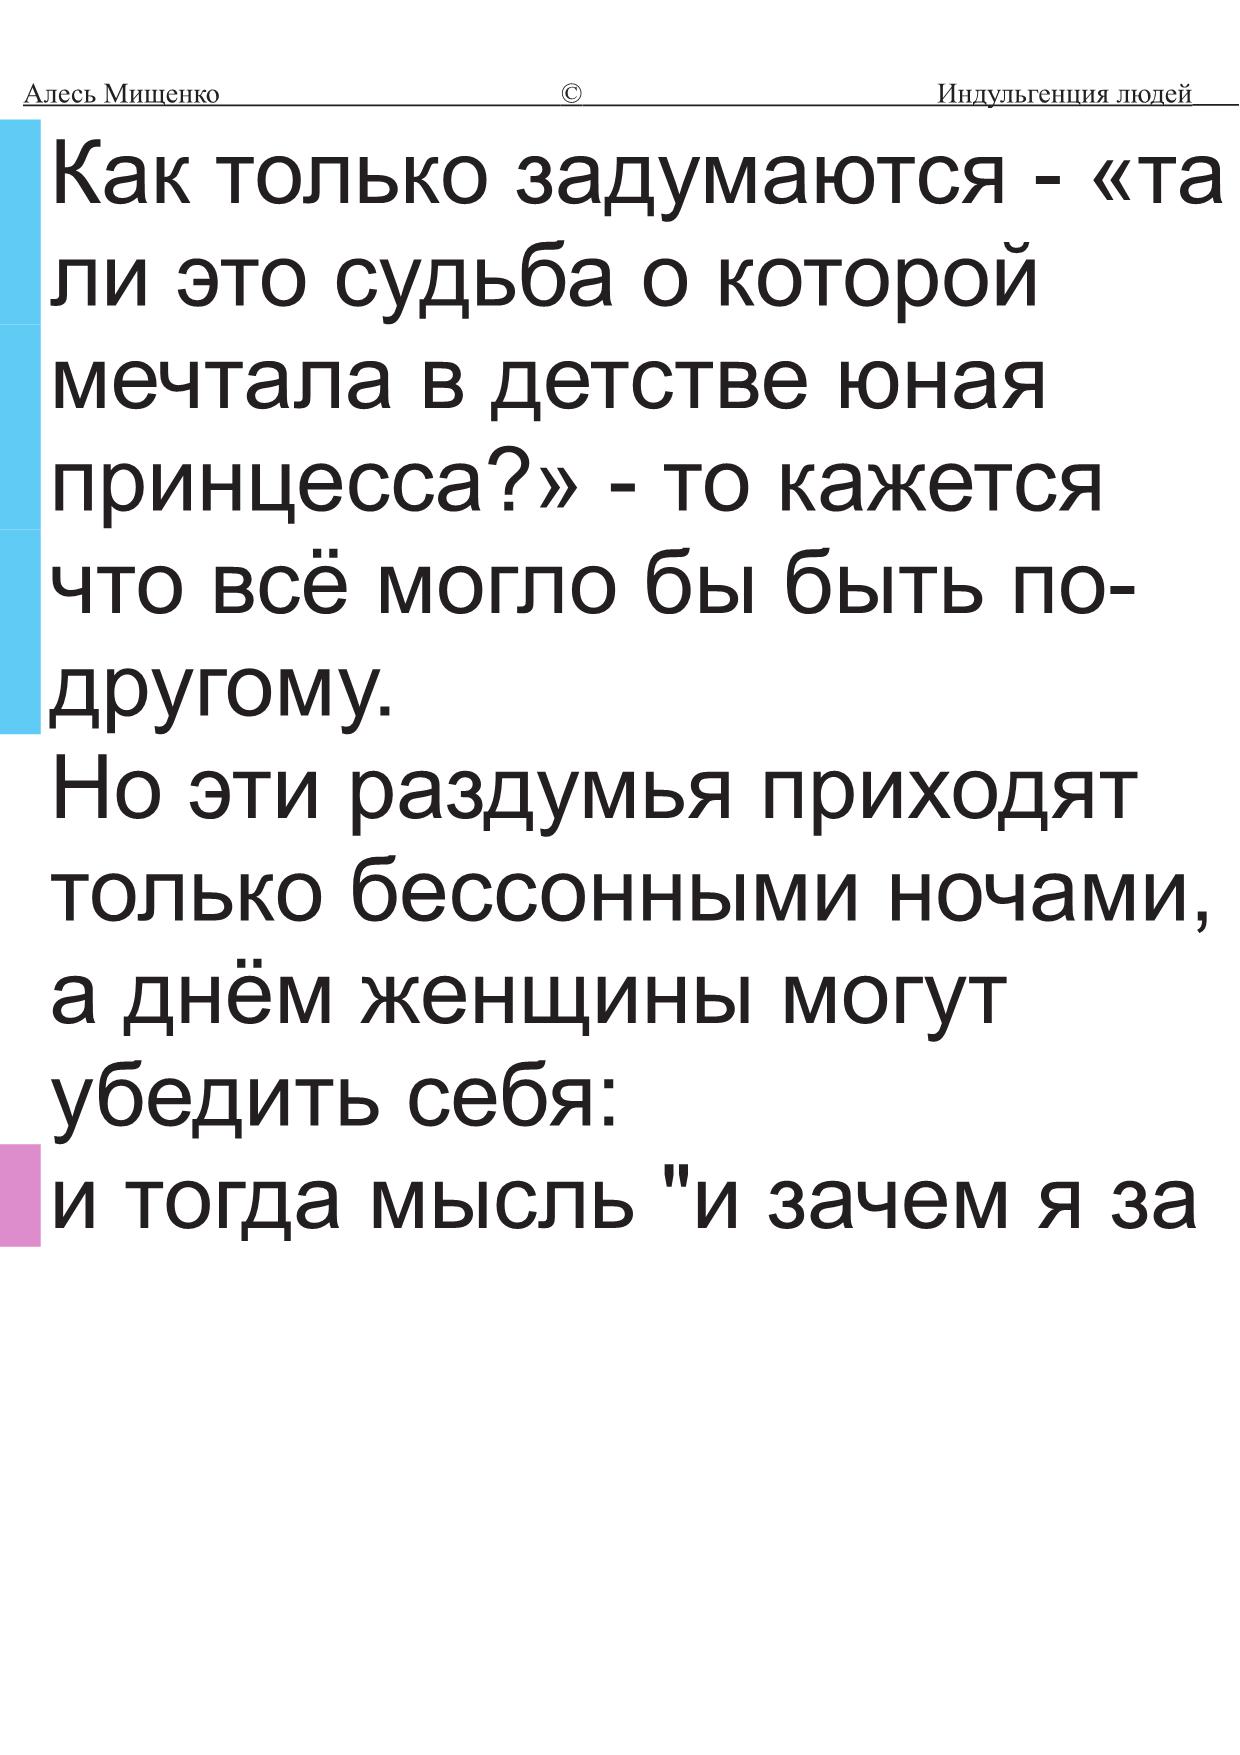 Алесь Мищенко © Индульгенция людей
Как только задумаются - «та
ли это судьба о которой
мечтала в детстве юная
принцесса?» - то кажется
что всё могло бы быть по-
другому.
Но эти раздумья приходят
только бессонными ночами,
а днём женщины могут
убедить себя:
и тогда мысль "и зачем я за